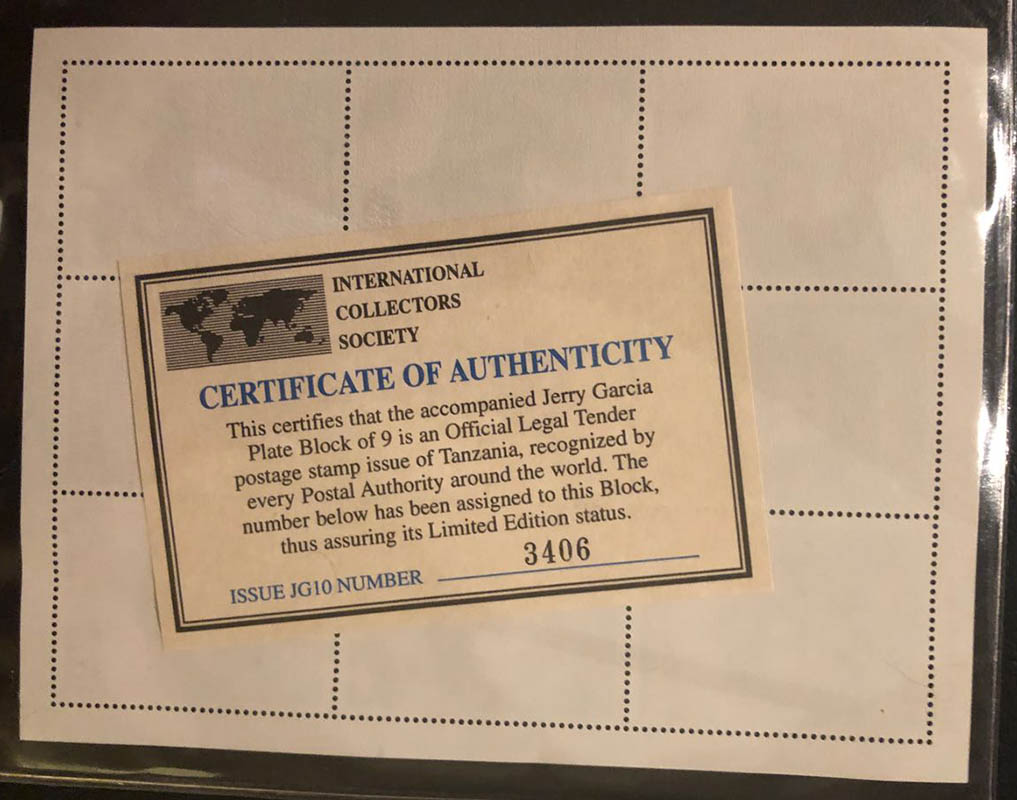 INTERNATIONAL
COLLECTORS
SOCIETY
CERTIFICATE OF AUTHENTICITY
This certifies that the accompanied Jerry Garcia
Plate Block of 9 is an Official Legal Tender
postage stamp issue of Tanzania, recognized by
every Postal Authority around the world. The
number below has been assigned to this Block,
thus assuring its Limited Edition status.
ISSUE JG10 NUMBER 3406